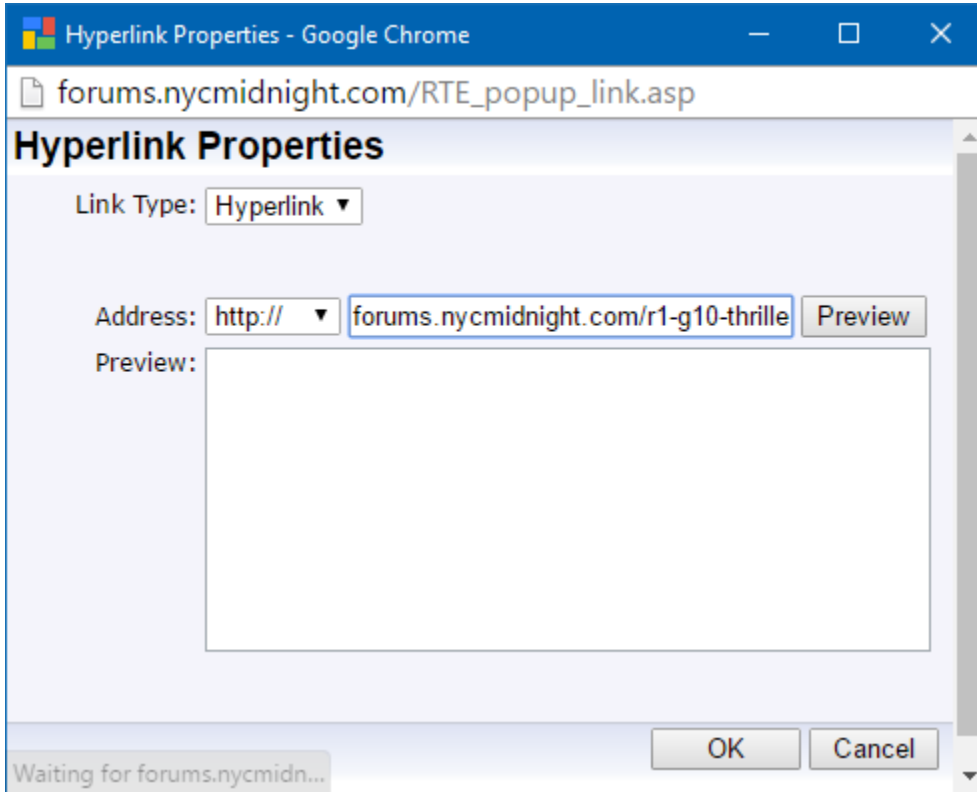 Hyperlink Properties - Google Chrome
forums.nycmidnight.com/RTE_popup_link.asp
Hyperlink Properties
Link Type: Hyperlink
Address: http:// forums.nycmidnight.com/r1-g10-thrille Preview
Preview:
OK Cancel
Waiting for forums.nycmidn...